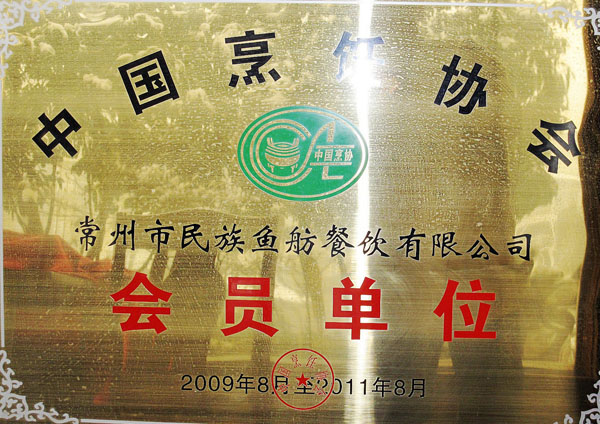 中国烹饪协会
中国烹协
常州市民族鱼舫餐饮有限公司
会员单位
2009年8月至2011年8月